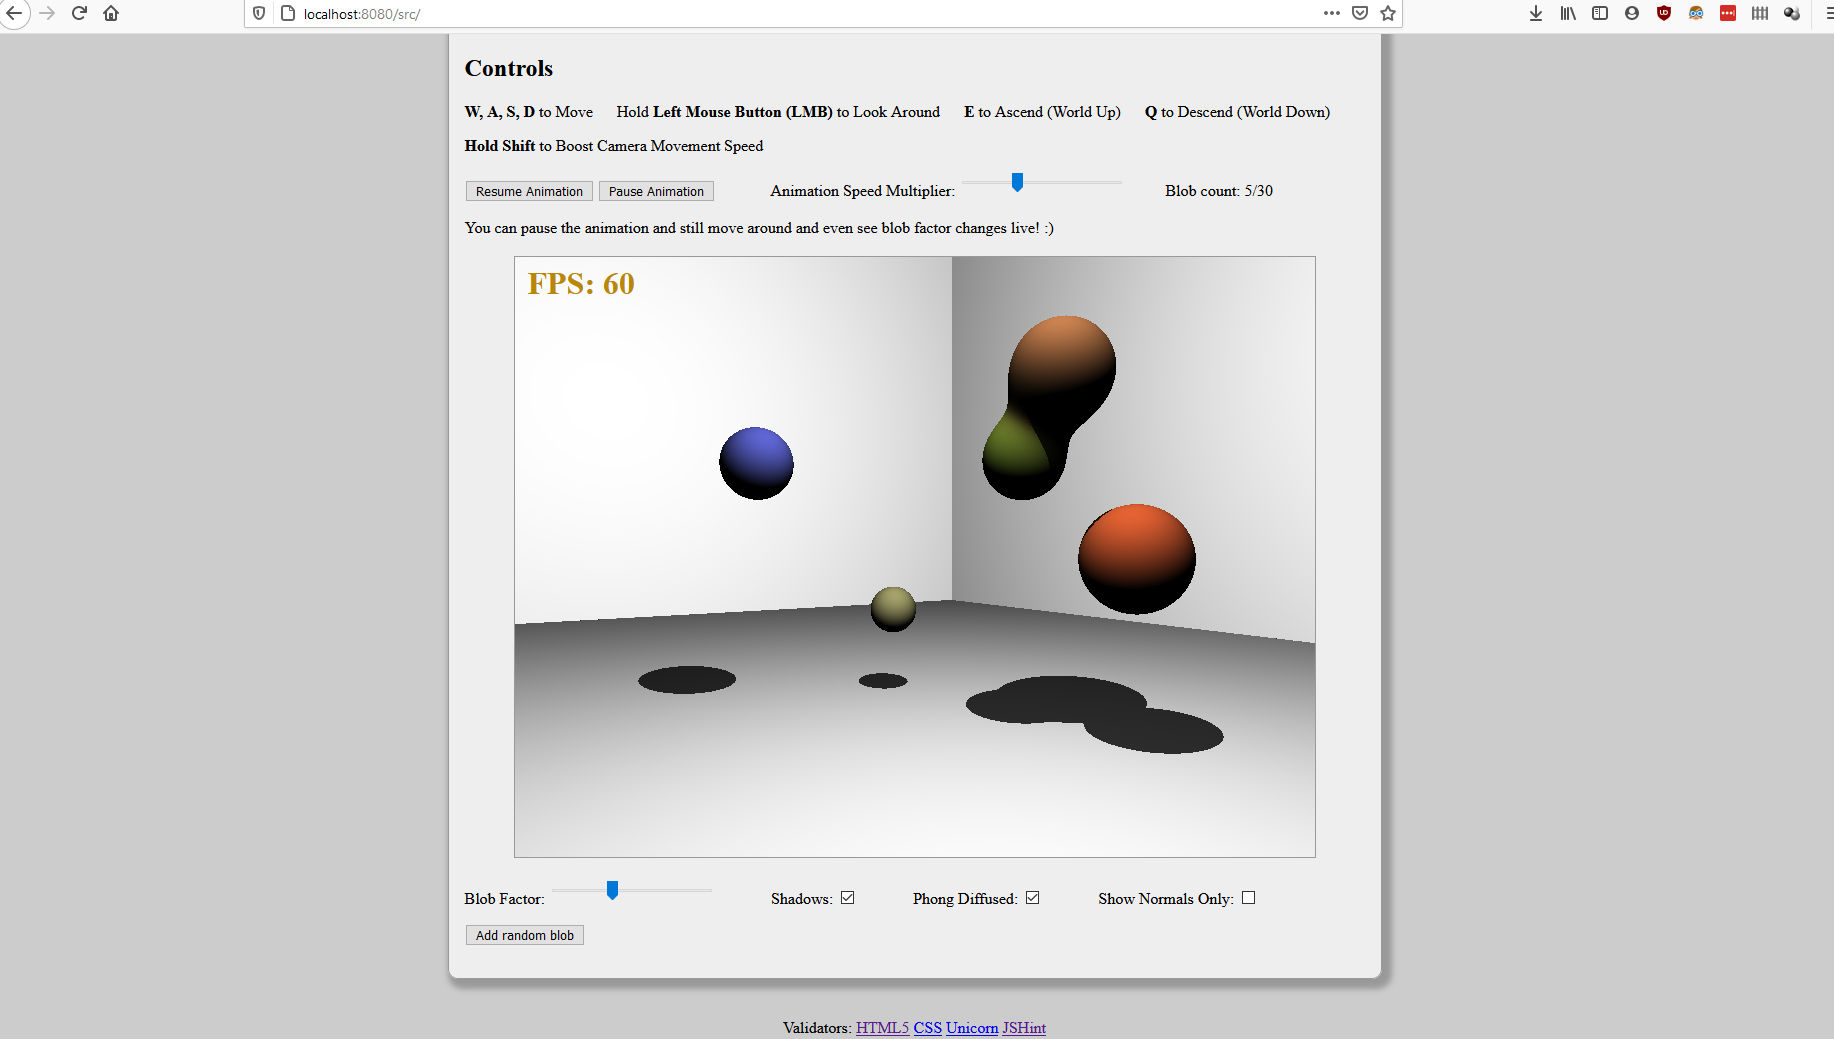 localhost:8080/src/
Controls
W, A, S, D to Move Hold Left Mouse Button (LMB) to Look Around E to Ascend (World Up) Q to Descend (World Down)
Hold Shift to Boost Camera Movement Speed
Resume Animation Pause Animation Animation Speed Multiplier: Blob count: 5/30
You can pause the animation and still move around and even see blob factor changes live! :)
FPS: 60
Blob Factor: Shadows: Phong Diffused: Show Normals Only:
Add random blob
Validators: HTML5 CSS Unicorn JSHint